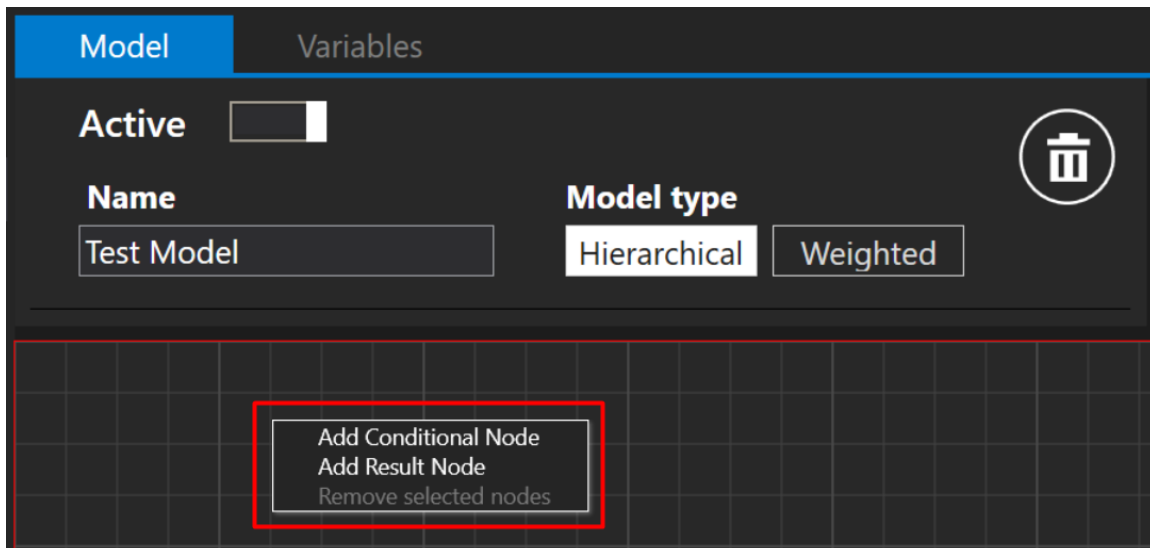 Model Variables
Active
Name Model type
Test Model Hierarchical Weighted
Add Conditional Node
Add Result Node
Remove selected nodes